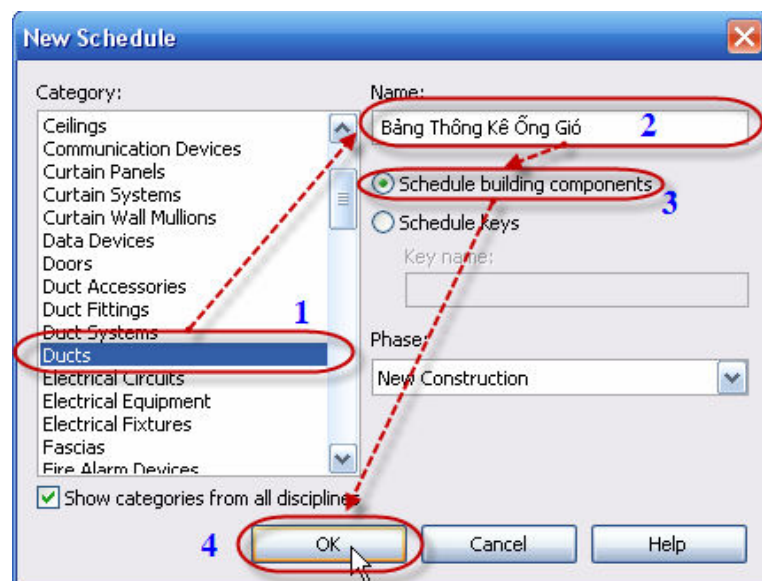 New Schedule
Category:
Ceilings
Communication Devices
Curtain Panels
Curtain Systems
Curtain Wall Mullions
Data Devices
Doors
Duct Accessories
Duct Fittings
Duct Systems
Ducts
Electrical Circuits
Electrical Equipment
Electrical Fixtures
Fascias
Fire Alarm Devices
Show categories from all disciplines
1
Name:
Bảng Thông Kê Ống Gió
2
Schedule building components
3
Schedule keys
Key name:
Phase:
New Construction
4
OK
Cancel
Help